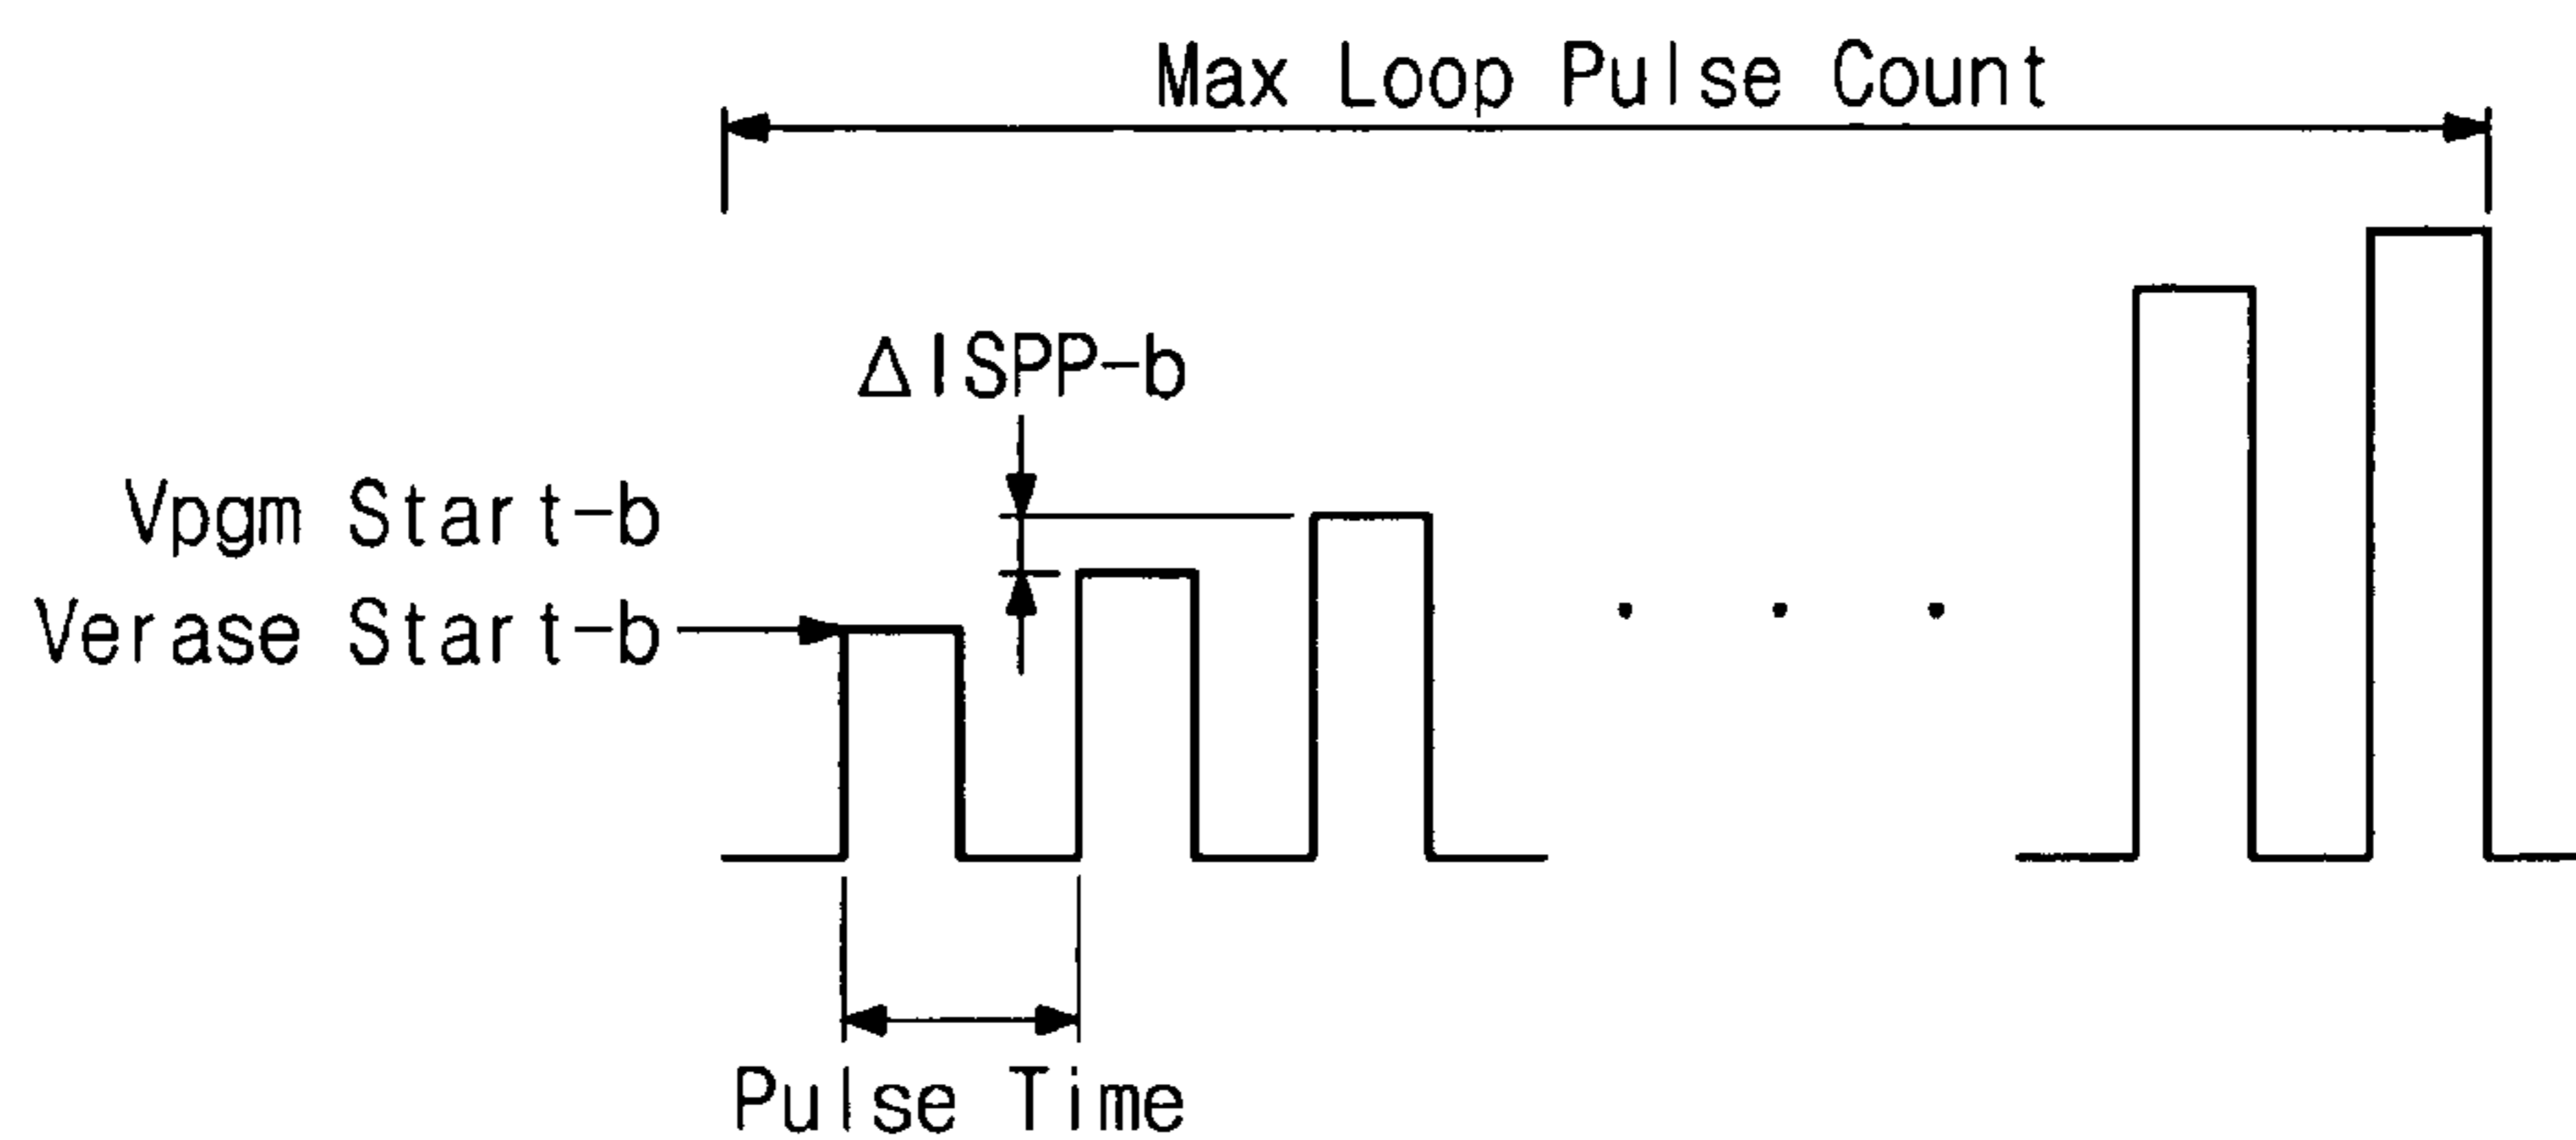 Max Loop Pulse Count
ΔISPP-b
Vpgm Start-b
Verase Start-b
Pulse Time